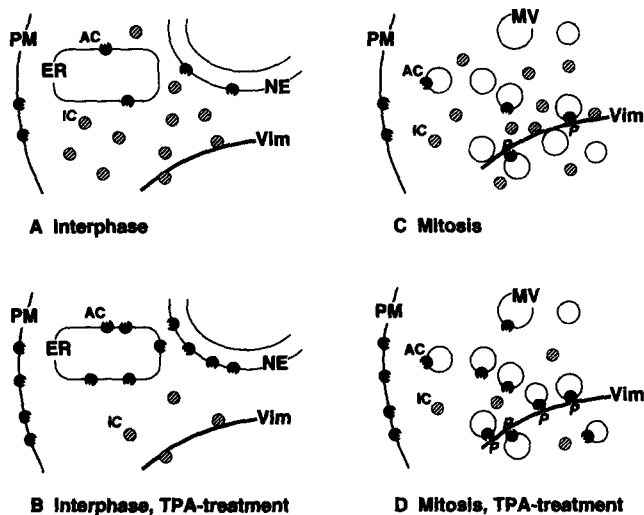 PM
AC
ER
NE
IC
Vim
A Interphase
MV
PM
AC
IC
Vim
P
P
C Mitosis
PM
AC
ER
NE
IC
Vim
B Interphase, TPA-treatment
MV
PM
AC
IC
Vim
P
P
P
P
D Mitosis, TPA-treatment